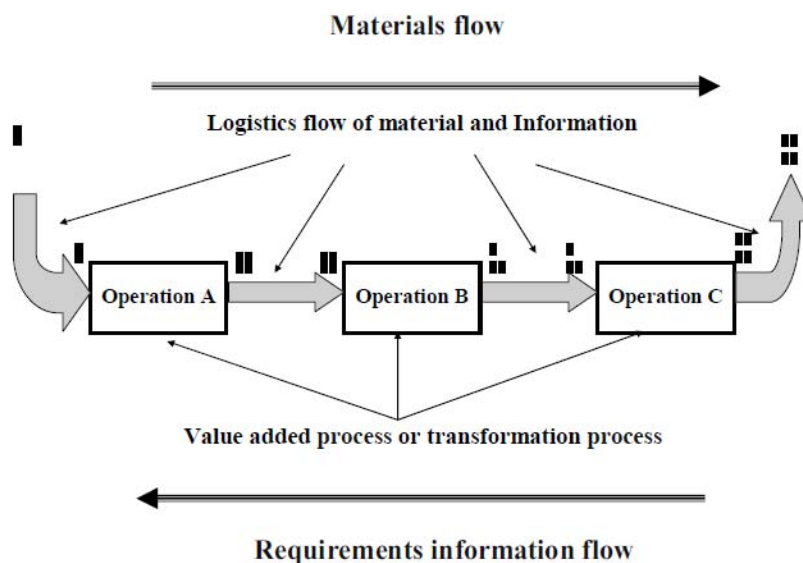 Materials flow
Logistics flow of material and Information
Operation A
Operation B
Operation C
Value added process or transformation process
Requirements information flow